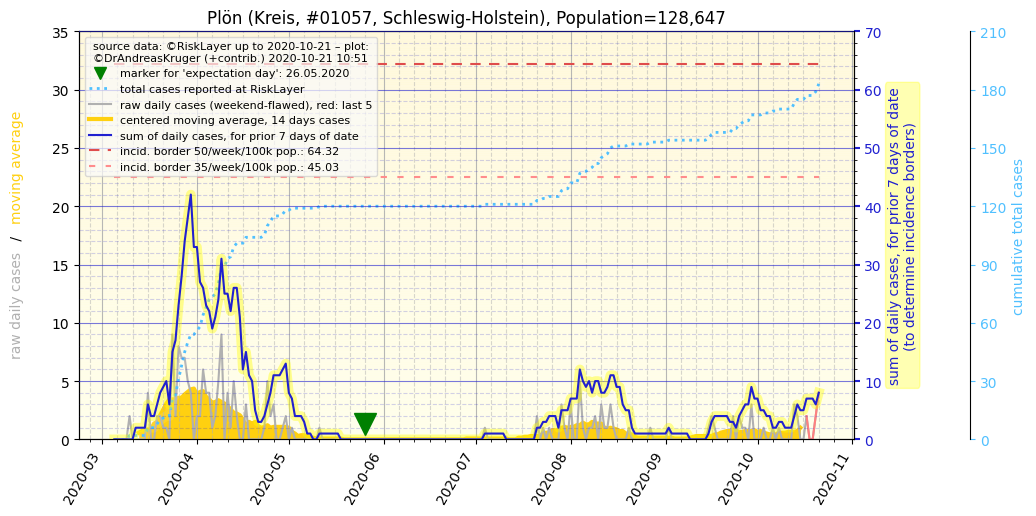 Plön (Kreis, #01057, Schleswig-Holstein), Population=128,647
source data: ©RiskLayer up to 2020-10-21 – plot:
©DrAndreasKruger (+contrib.) 2020-10-21 10:51
marker for 'expectation day': 26.05.2020
total cases reported at RiskLayer
raw daily cases (weekend-flawed), red: last 5
centered moving average, 14 days cases
sum of daily cases, for prior 7 days of date
incid. border 50/week/100k pop.: 64.32
incid. border 35/week/100k pop.: 45.03
raw daily cases / moving average
35
30
25
20
15
10
5
0
2020-03
2020-04
2020-05
2020-06
2020-07
2020-08
2020-09
2020-10
2020-11
70
60
50
40
30
20
10
0
sum of daily cases, for prior 7 days of date
(to determine incidence borders)
210
180
150
120
90
60
30
0
cumulative total cases